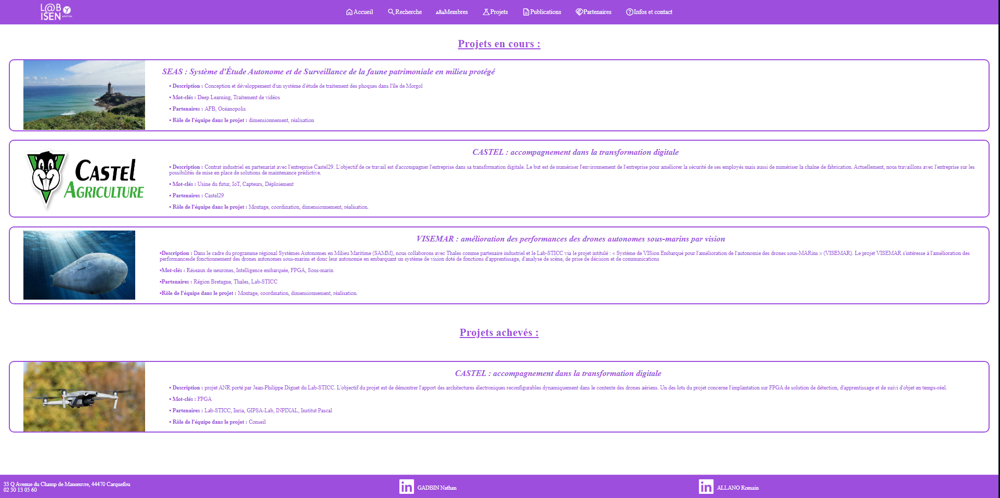 L@B
ISEN
y
YNCREA
Accueil
Recherche
Membres
Projets
Publications
Partenaires
Infos et contact
Projets en cours :
SEAS : Système d'Étude Autonome et de Surveillance de la faune patrimoniale en milieu protégé
▪ Description : Conception et développement d'un système d'étude de traitement des phoques dans l'île de Morgol
▪ Mot-clés : Deep Learning, Traitement de vidéos
▪ Partenaires : AFB, Océanopolis
▪ Rôle de l'équipe dans le projet : dimensionnement, réalisation
CASTEL
AGRICULTURE
CASTEL : accompagnement dans la transformation digitale
▪ Description : Contrat industriel en partenariat avec l'entreprise Castel29. L'objectif de ce travail est d'accompagner l'entreprise dans sa transformation digitale. Le but est de numériser l'environnement de l'entreprise pour améliorer la sécurité de ses employés mais aussi de numériser la chaîne de fabrication. Actuellement, nous travaillons avec l'entreprise sur les
possibilités de mise en place de solutions de maintenance prédictive.
▪ Mot-clés : Usine du futur, IoT, Capteurs, Déploiement
▪ Partenaires : Castel29
▪ Rôle de l'équipe dans le projet : Montage, coordination, dimensionnement, réalisation.
VISEMAR : amélioration des performances des drones autonomes sous-marins par vision
▪Description : Dans le cadre du programme régional Systèmes Autonomes en Milieu Maritime (SAMM), nous collaborons avec Thales comme partenaire industriel et le Lab-STICC via le projet intitulé : « Système de VISion Embarqué pour l'amélioration de l'autonomie des drones sous-MARins » (VISEMAR). Le projet VISEMAR s'intéresse à l'amélioration des
performancesde fonctionnement des drones autonomes sous-marins et donc leur autonomie en embarquant un système de vision doté de fonctions d'apprentissage, d'analyse de scène, de prise de décision et de communications
▪Mot-clés : Réseaux de neurones, Intelligence embarquée, FPGA, Sous-marin
▪Partenaires : Région Bretagne, Thales, Lab-STICC
▪Rôle de l'équipe dans le projet : Montage, coordination, dimensionnement, réalisation.
Projets achevés :
CASTEL : accompagnement dans la transformation digitale
▪ Description : projet ANR porté par Jean-Philippe Diguet du Lab-STICC. L'objectif du projet est de démontrer l'apport des architectures électroniques reconfigurables dynamiquement dans le contexte des drones aériens. Un des lots du projet concerne l'implantation sur FPGA de solution de détection, d'apprentissage et de suivi d'objet en temps-réel.
▪ Mot-clés : FPGA
▪ Partenaires : Lab-STICC, Inria, GIPSA-Lab, INPIXAL, Institut Pascal
▪ Rôle de l'équipe dans le projet : Conseil
33 Q Avenue du Champ de Manœuvre, 44470 Carquefou
02 30 13 05 60
in GADBIN Nathan
in ALLANO Romain